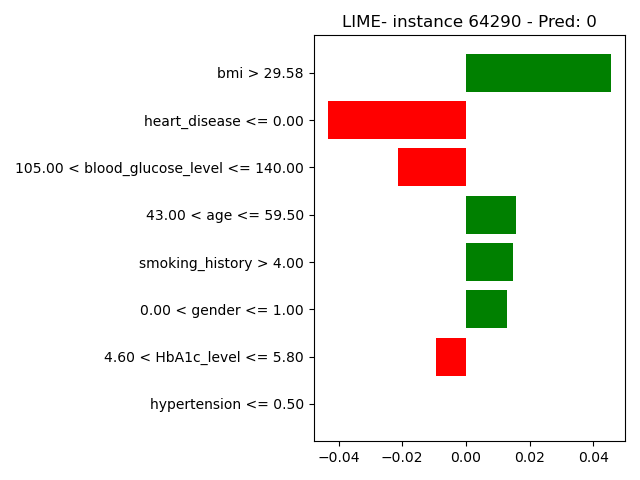 LIME- instance 64290 - Pred: 0
bmi > 29.58
heart_disease <= 0.00
105.00 < blood_glucose_level <= 140.00
43.00 < age <= 59.50
smoking_history > 4.00
0.00 < gender <= 1.00
4.60 < HbA1c_level <= 5.80
hypertension <= 0.50
−0.04 −0.02 0.00 0.02 0.04